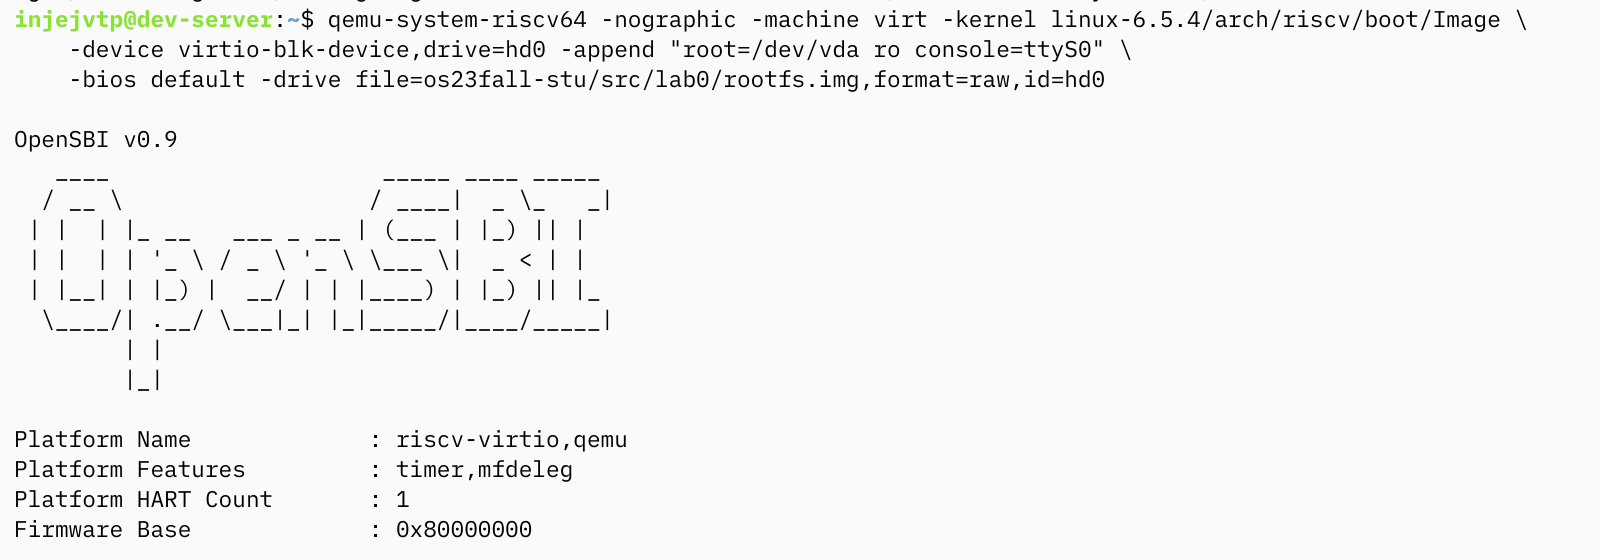 injejvtp@dev-server:~$ qemu-system-riscv64 -nographic -machine virt -kernel linux-6.5.4/arch/riscv/boot/Image \
    -device virtio-blk-device,drive=hd0 -append "root=/dev/vda ro console=ttyS0" \
    -bios default -drive file=os23fall-stu/src/lab0/rootfs.img,format=raw,id=hd0

OpenSBI v0.9
   ____                    _____ ____ _____
  / __ \                  / ____|  _ \_   _|
 | |  | |_ __   ___ _ __ | (___ | |_) || |
 | |  | | '_ \ / _ \ '_ \ \___ \|  _ < | |
 | |__| | |_) |  __/ | | |____) | |_) || |_
  \____/| .__/ \___|_| |_|_____/|____/_____|
        | |
        |_|

Platform Name             : riscv-virtio,qemu
Platform Features         : timer,mfdeleg
Platform HART Count       : 1
Firmware Base             : 0x80000000